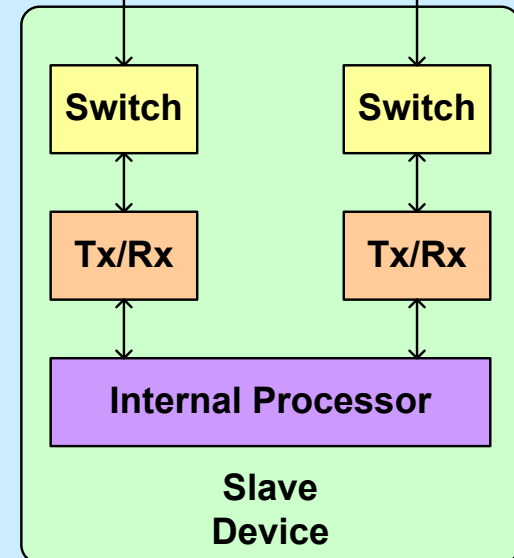 Switch Switch
Tx/Rx Tx/Rx
Internal Processor
Slave
Device